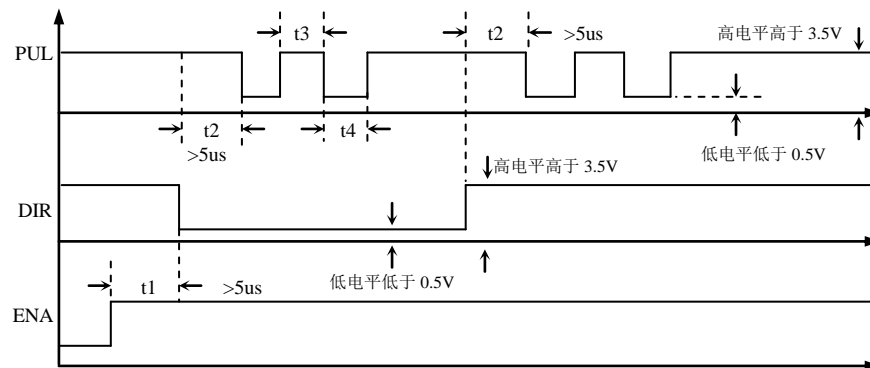 t3
t2
>5us
高电平高于 3.5V
PUL
t2
t4
>5us
低电平低于 0.5V
高电平高于 3.5V
DIR
低电平低于 0.5V
t1
>5us
ENA